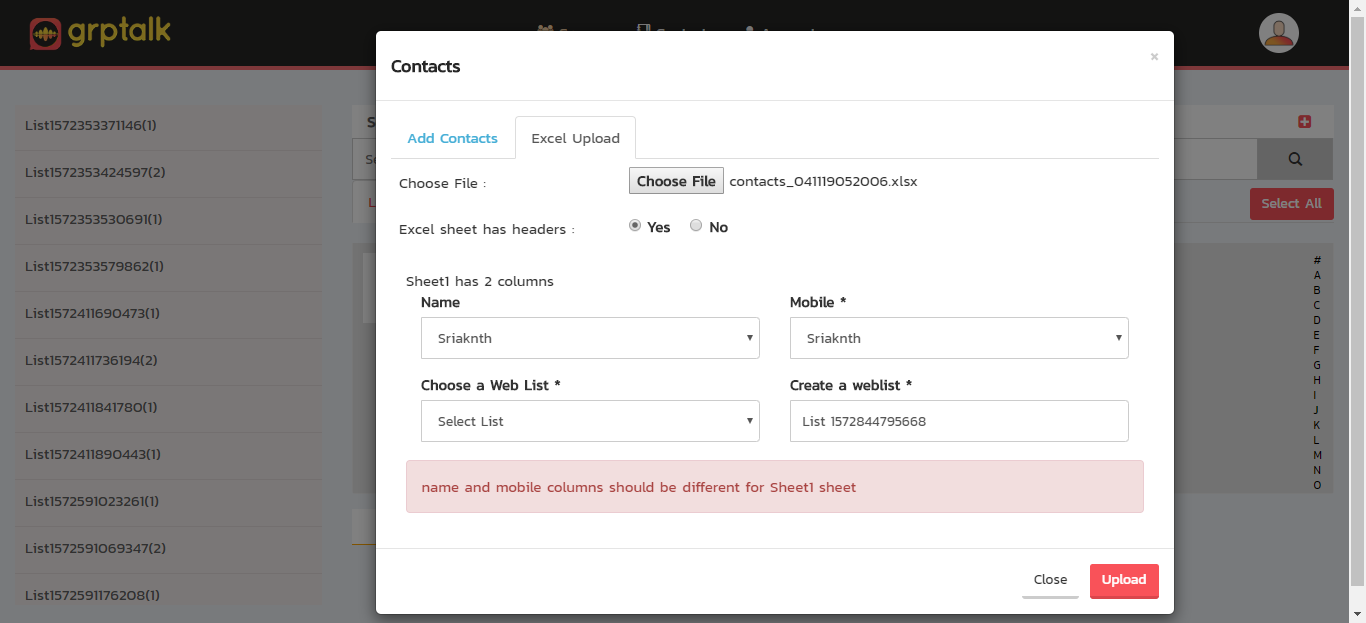 grptalk
Contacts
×
List1572353371146(1)
List1572353424597(2)
List1572353530691(1)
List1572353579862(1)
List1572411690473(1)
List1572411736194(2)
List1572411841780(1)
List1572411890443(1)
List1572591023261(1)
List1572591069347(2)
List1572591176208(1)
Add Contacts
Excel Upload
Choose File :
Choose File contacts_041119052006.xlsx
Excel sheet has headers :
Yes No
Sheet1 has 2 columns
Name
Mobile *
Sriaknth
Sriaknth
Choose a Web List *
Create a weblist *
Select List
List 1572844795668
name and mobile columns should be different for Sheet1 sheet
Close
Upload
Select All
#
A
B
C
D
E
F
G
H
I
J
K
L
M
N
O